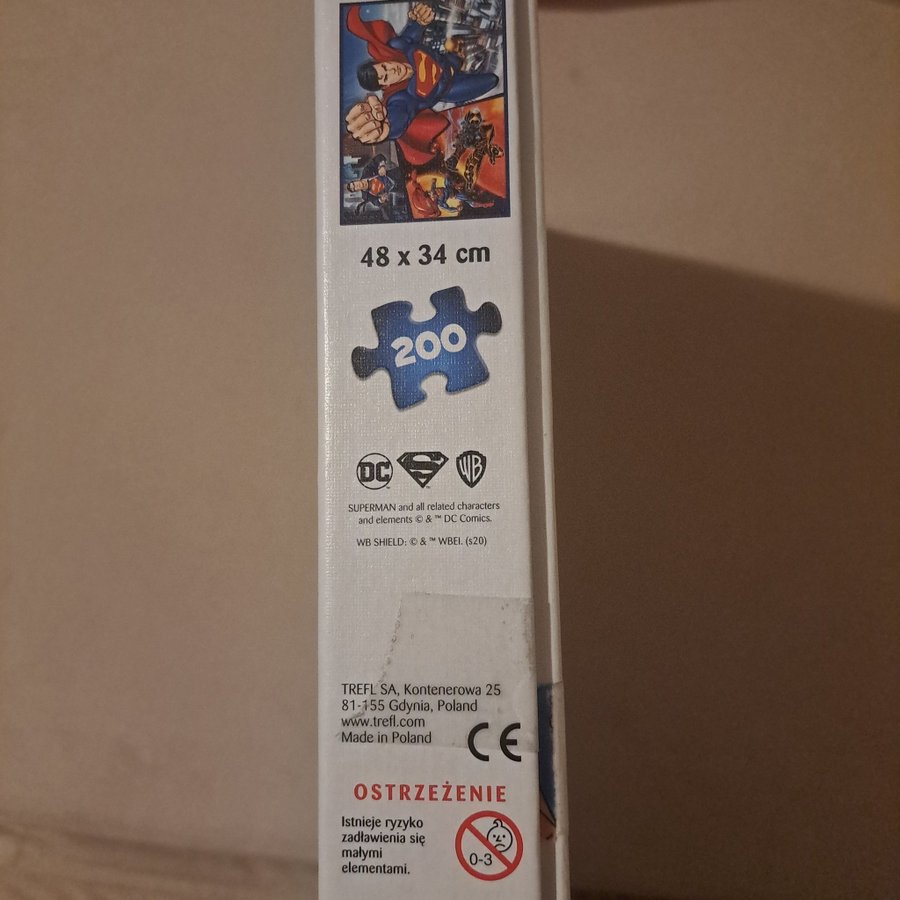 48 x 34 cm
200
DC
WB
SUPERMAN and all related characters
and elements © & ™ DC Comics.
WB SHIELD: © & ™ WBEI. (s20)
TREFL SA, Kontenerowa 25
81-155 Gdynia, Poland
www.trefl.com
Made in Poland
CE
OSTRZEŻENIE
Istnieje ryzyko
zadławienia się
małymi
elementami.
0-3